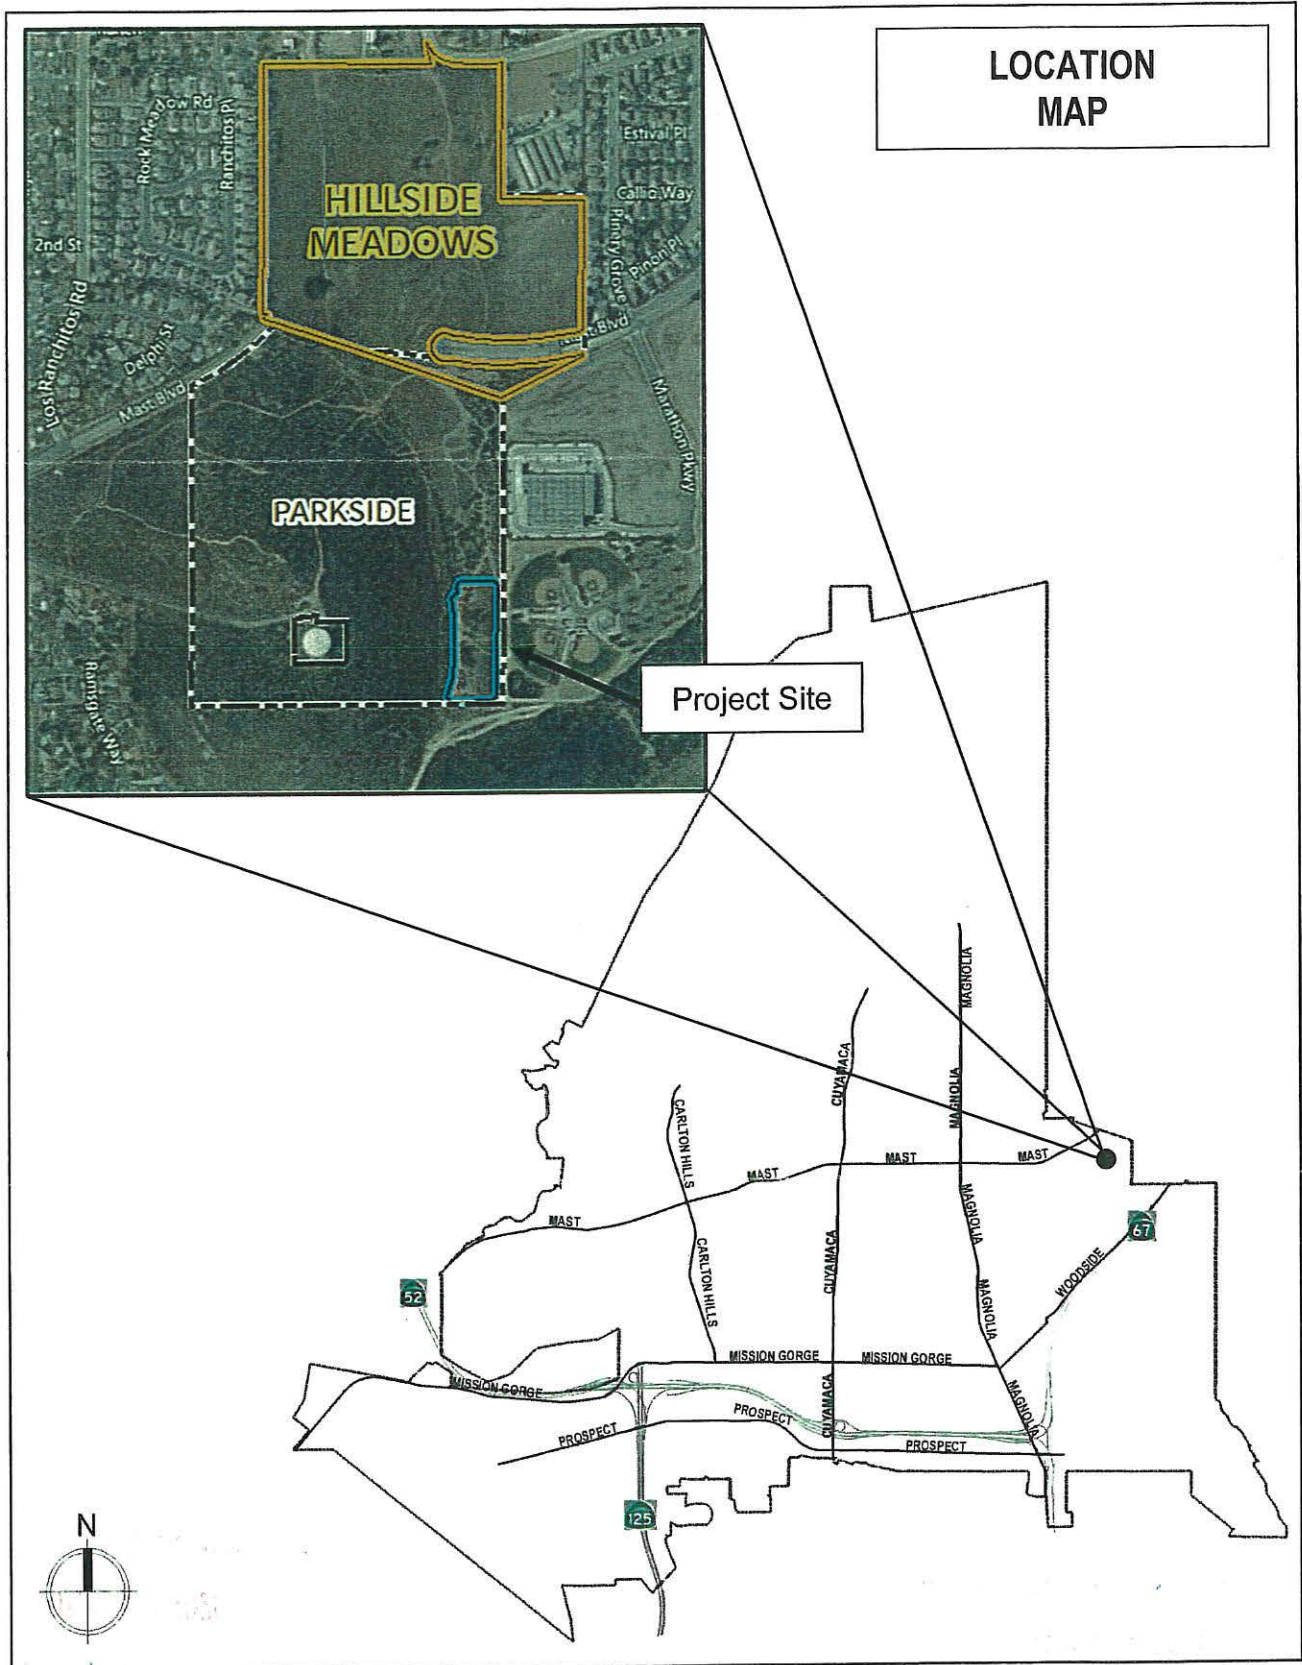 LOCATION
MAP
Rock Meadow Rd
Ranchitos Pl
Estival Pl
Callio Way
HILLSIDE
MEADOWS
2nd St
Pinon Pl
Mast Blvd
Los Ranchitos Rd
Delphi St
Mast Blvd
Marathon Pkwy
PARKSIDE
Ramsgate Way
Project Site
MAGNOLIA
CUYAMACA
MAGNOLIA
CARLTON HILLS
MAST
MAST
MAST
MAST
MAGNOLIA
67
CARLTON HILLS
CUYAMACA
WOODSIDE
52
MAGNOLIA
MISSION GORGE
MISSION GORGE
MISSION GORGE
CUYAMACA
MAGNOLIA
PROSPECT
PROSPECT
PROSPECT
125
N